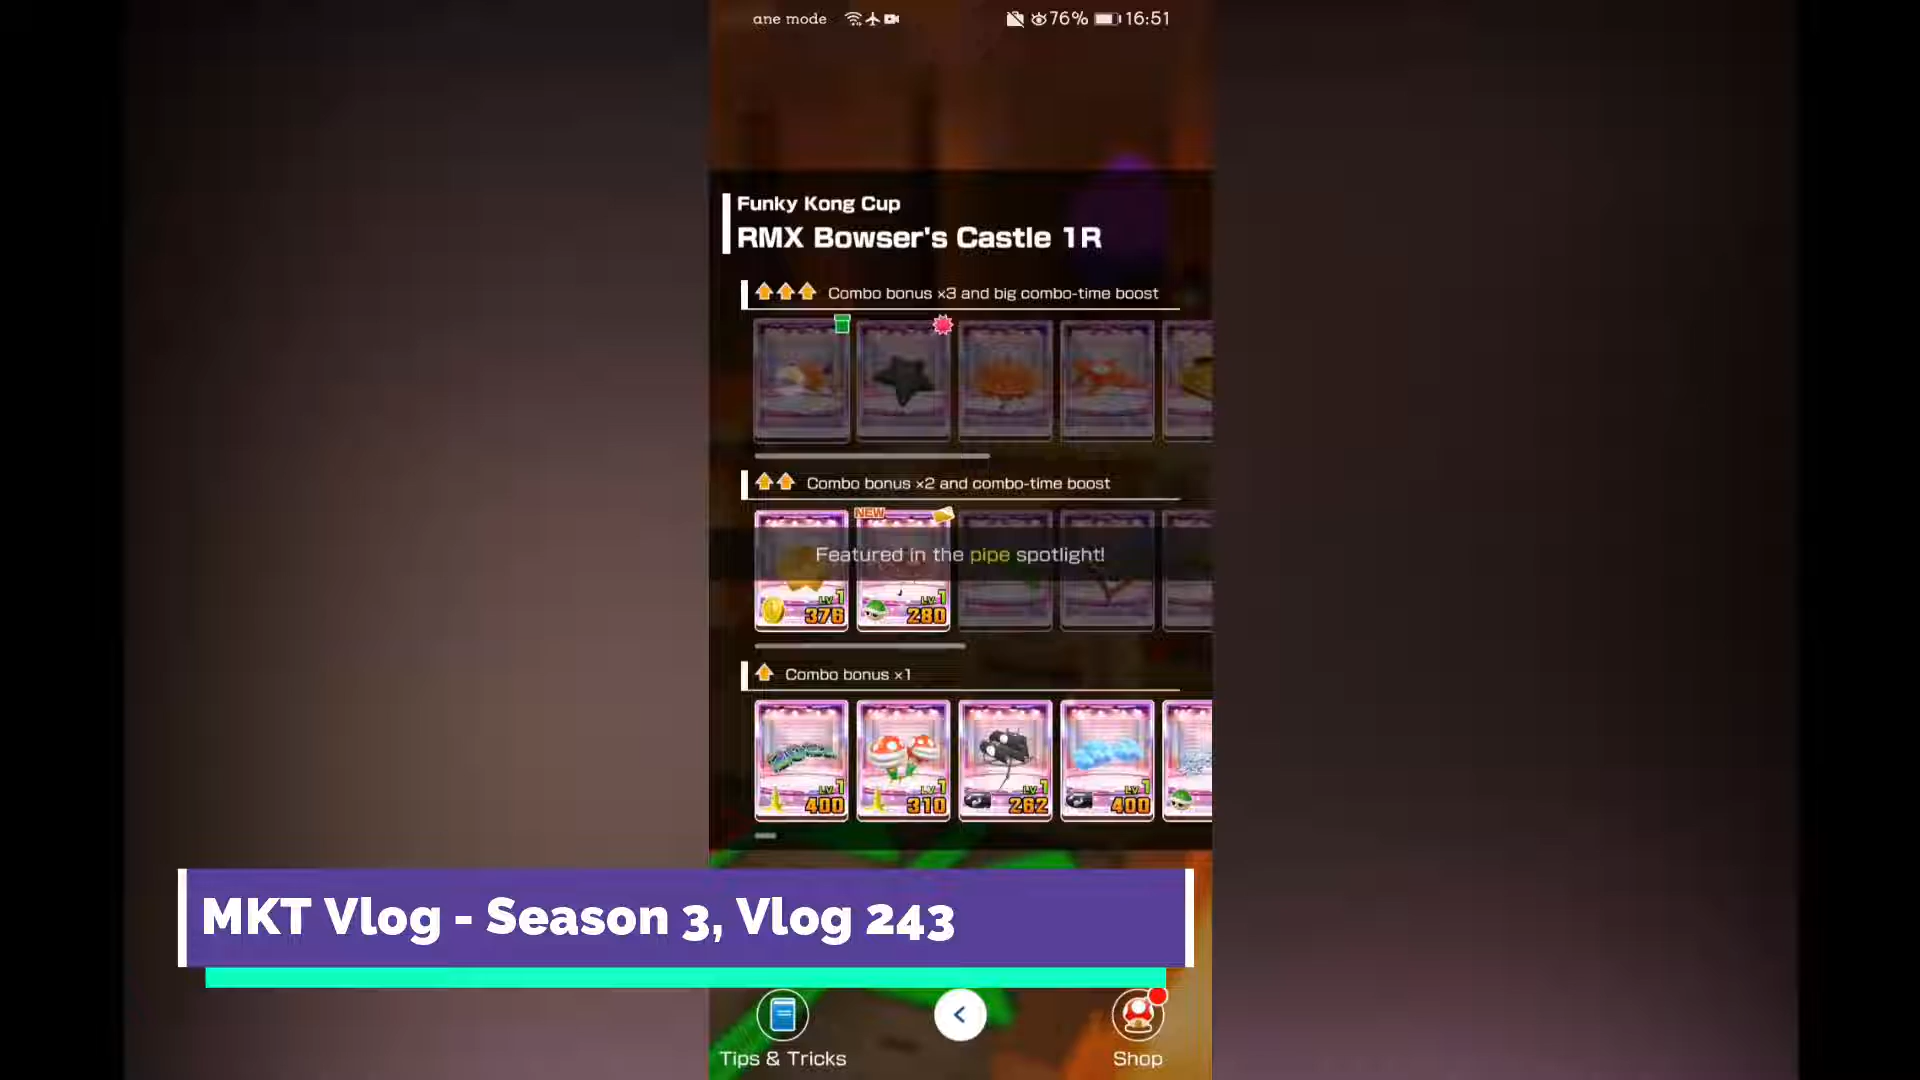 ane mode
76%
16:51
Funky Kong Cup
RMX Bowser's Castle 1R
Combo bonus ×3 and big combo-time boost
Combo bonus ×2 and combo-time boost
NEW
Featured in the pipe spotlight!
LV 1
376
LV 1
280
Combo bonus ×1
LV 1
400
LV 1
310
LV 1
262
LV 1
400
MKT Vlog - Season 3, Vlog 243
Tips & Tricks
Shop